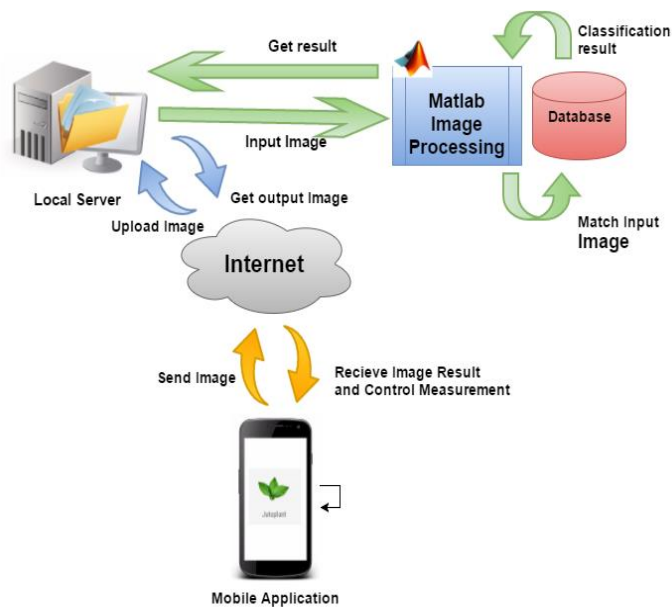 Get result
Classification
result
Matlab
Image
Processing
Database
Input Image
Local Server
Get output Image
Upload Image
Match Input
Image
Internet
Send Image
Recieve Image Result
and Control Measurement
Juteplant
Mobile Application